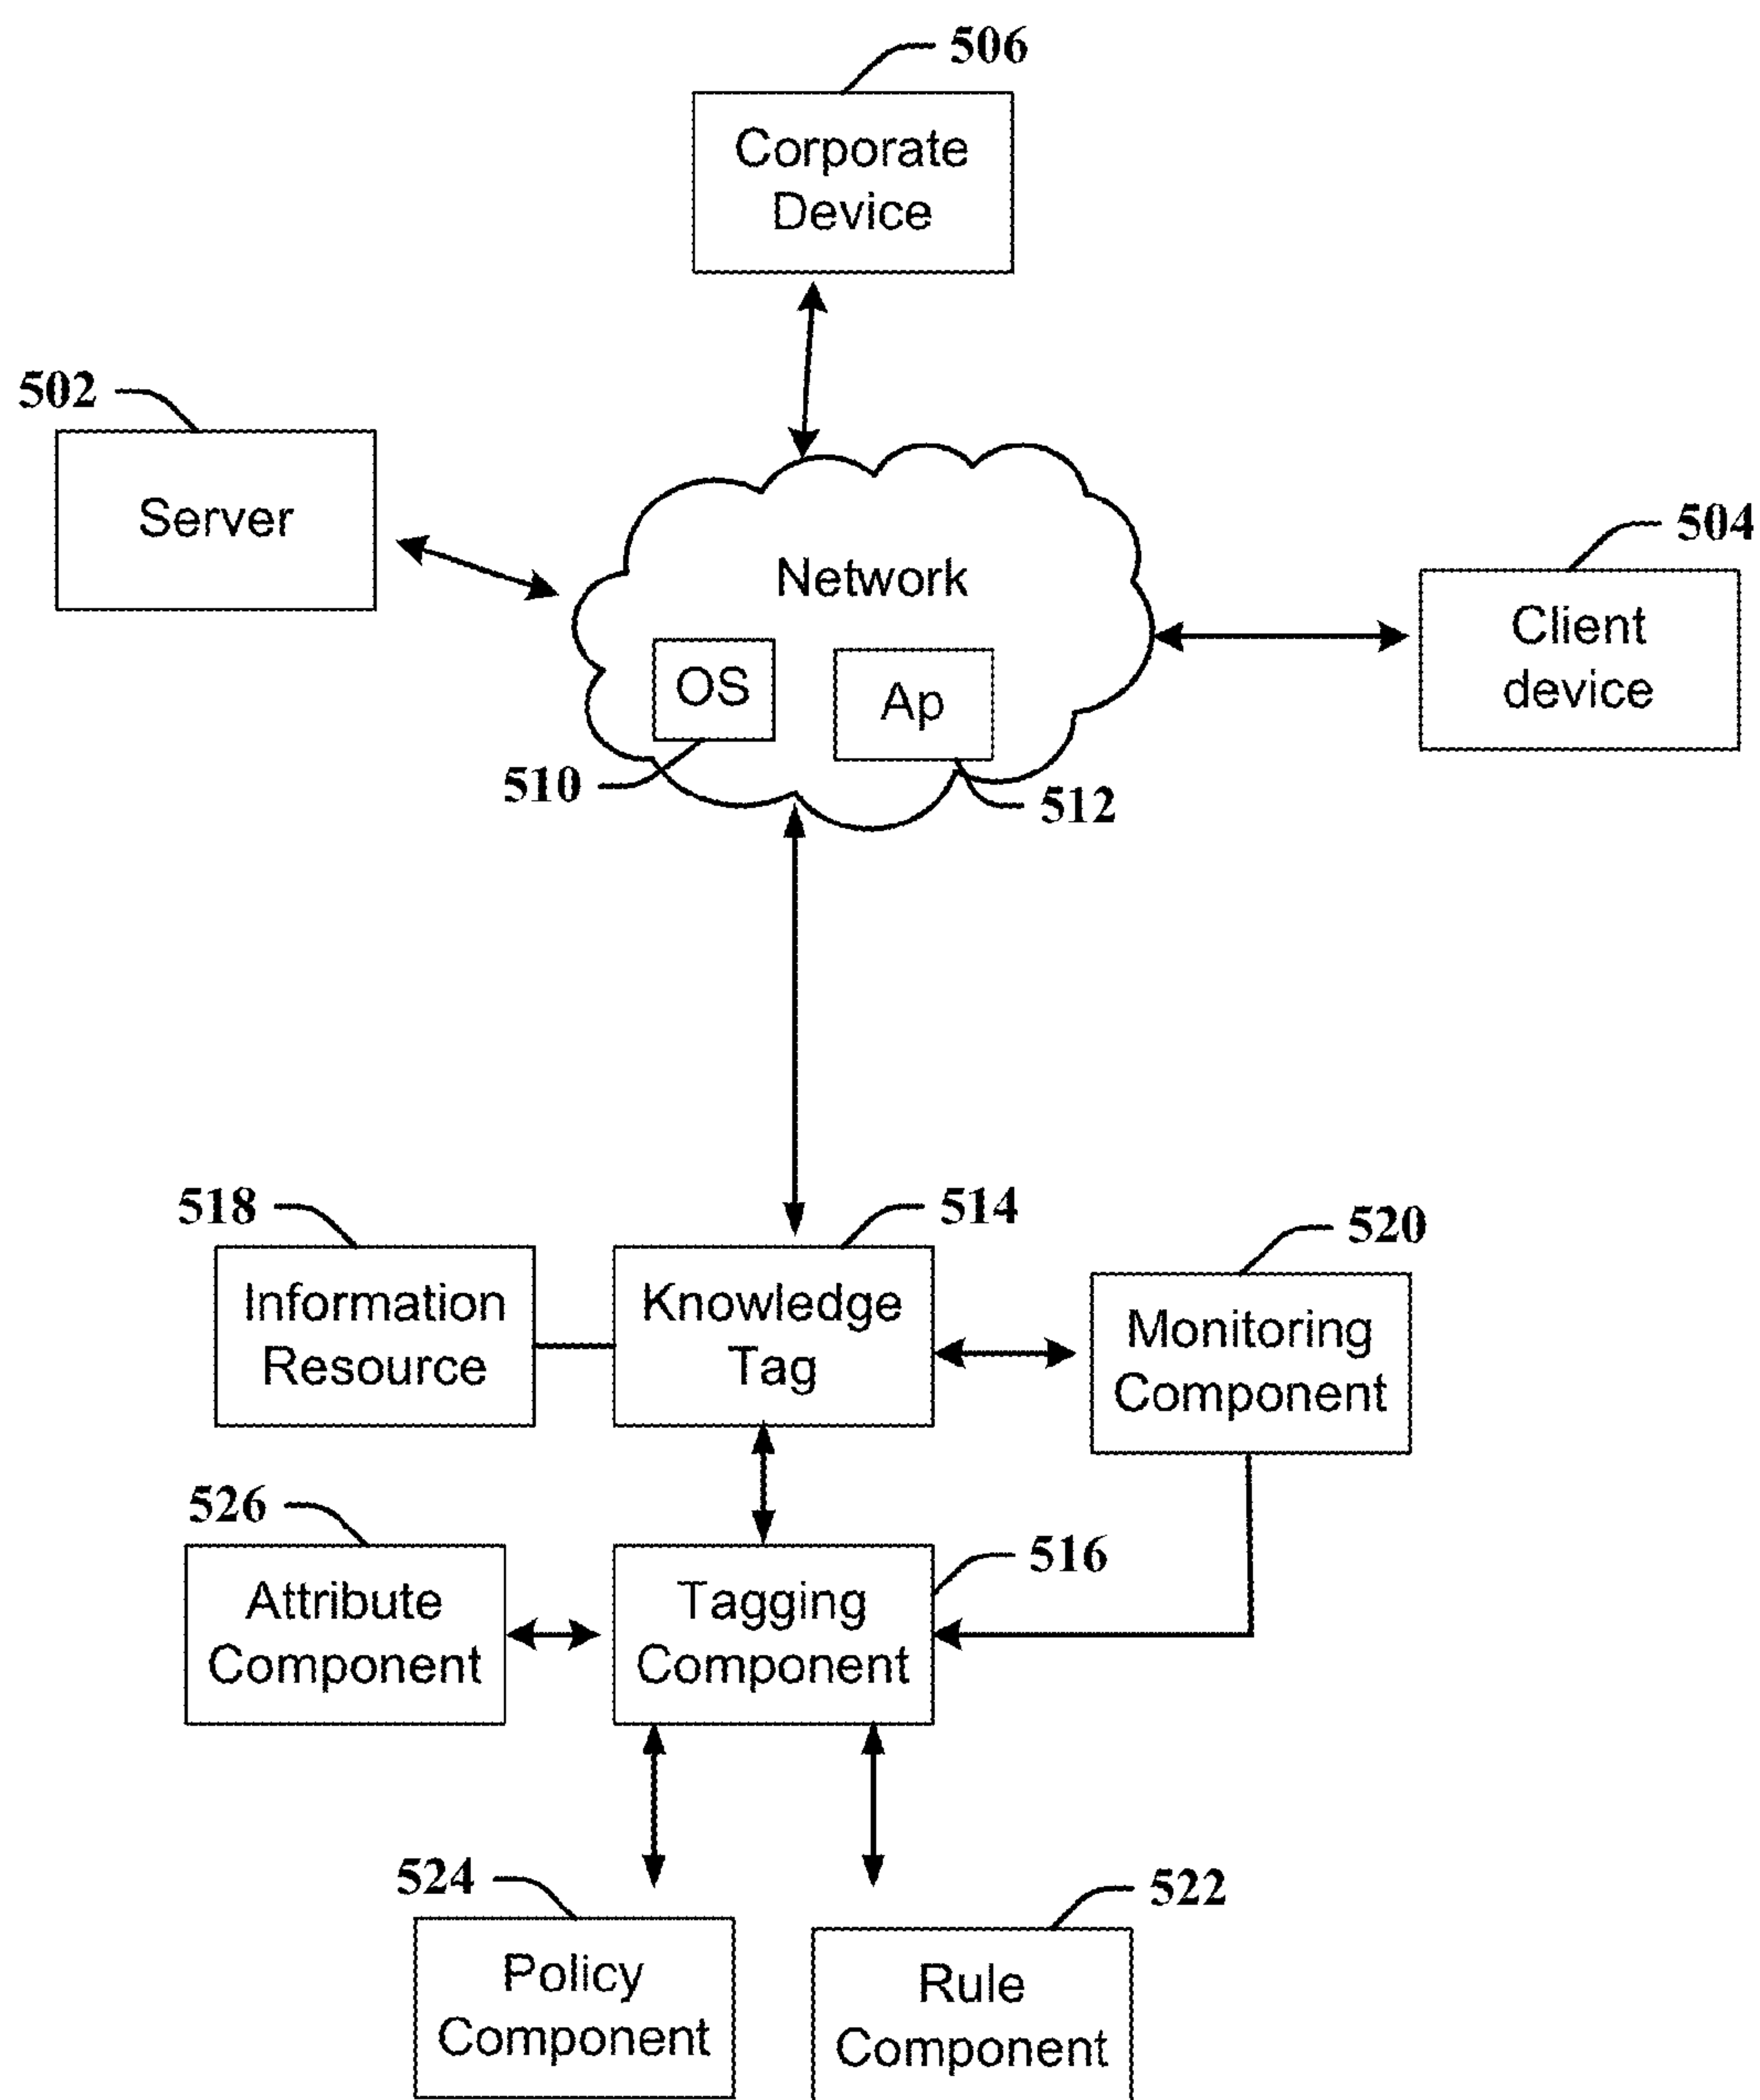 506
Corporate
Device
502
Server
504
Client
device
Network
OS
Ap
510
512
518
514
520
Information
Resource
Knowledge
Tag
Monitoring
Component
526
516
Attribute
Component
Tagging
Component
524
522
Policy
Component
Rule
Component